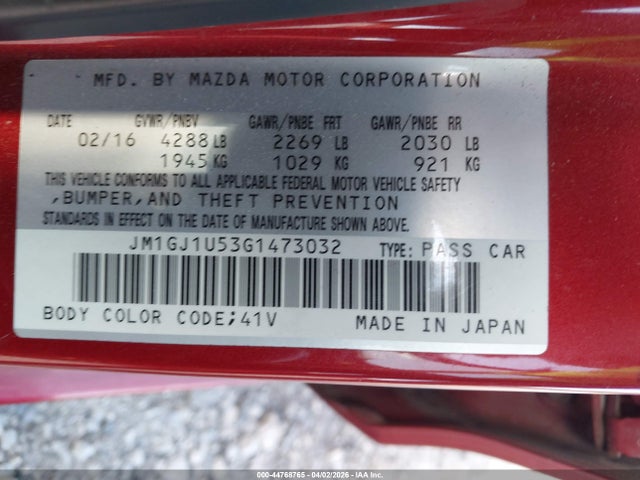 MFD. BY MAZDA MOTOR CORPORATION
DATE GVWR/PNBV GAWR/PNBE FRT GAWR/PNBE RR
02/16 4288 LB 2269 LB 2030 LB
1945 KG 1029 KG 921 KG
THIS VEHICLE CONFORMS TO ALL APPLICABLE FEDERAL MOTOR VEHICLE SAFETY
,BUMPER,AND THEFT PREVENTION
STANDARDS IN EFFECT ON THE DATE OF MANUFACTURE SHOWN ABOVE.
JM1GJ1U53G1473032 TYPE: PASS CAR
BODY COLOR CODE;41V MADE IN JAPAN
000-44768765 - 04/02/2026 - IAA Inc.